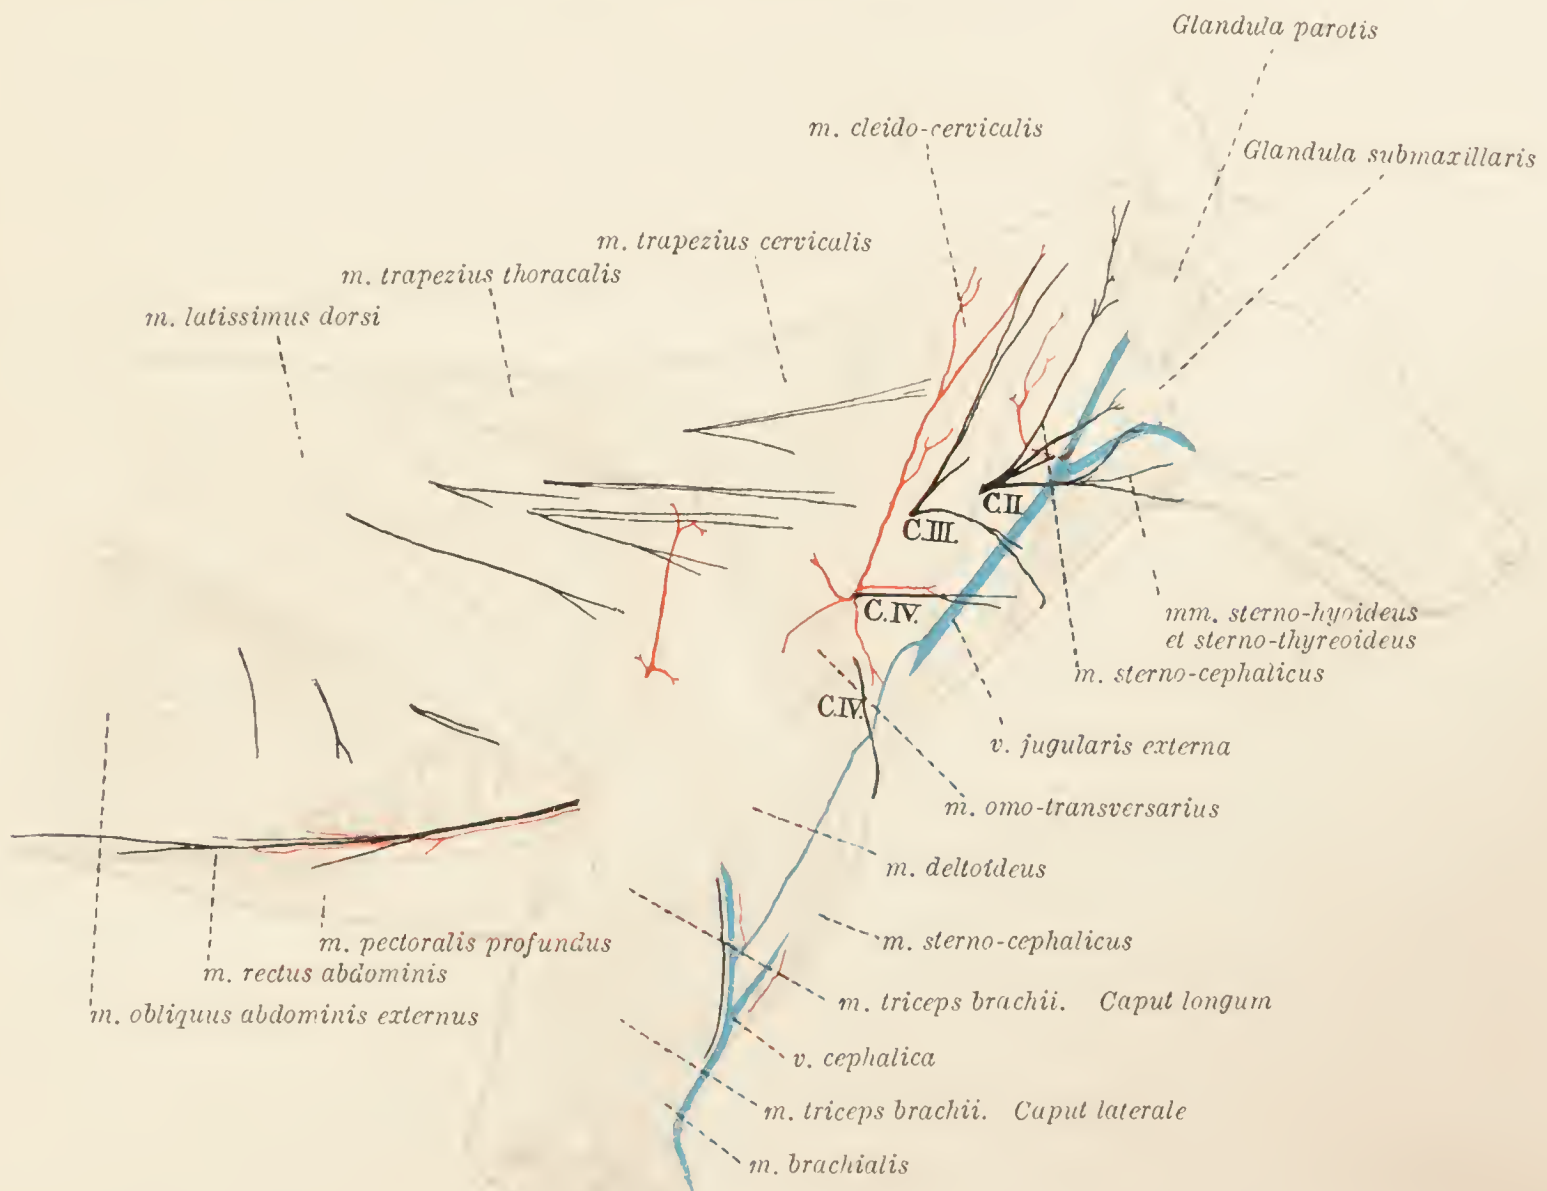 Glandula parotis
m. cleido-cervicalis
Glandula submaxillaris
m. trapezius cervicalis
m. trapezius thoracalis
m. latissimus dorsi
C.II.
C.III.
C.IV.
mm. sterno-hyoideus
et sterno-thyreoideus
m. sterno-cephalicus
C.IV.
v. jugularis externa
m. omo-transversarius
m. deltoideus
m. pectoralis profundus
m. sterno-cephalicus
m. rectus abdominis
m. triceps brachii. Caput longum
m. obliquus abdominis externus
v. cephalica
m. triceps brachii. Caput laterale
m. brachialis